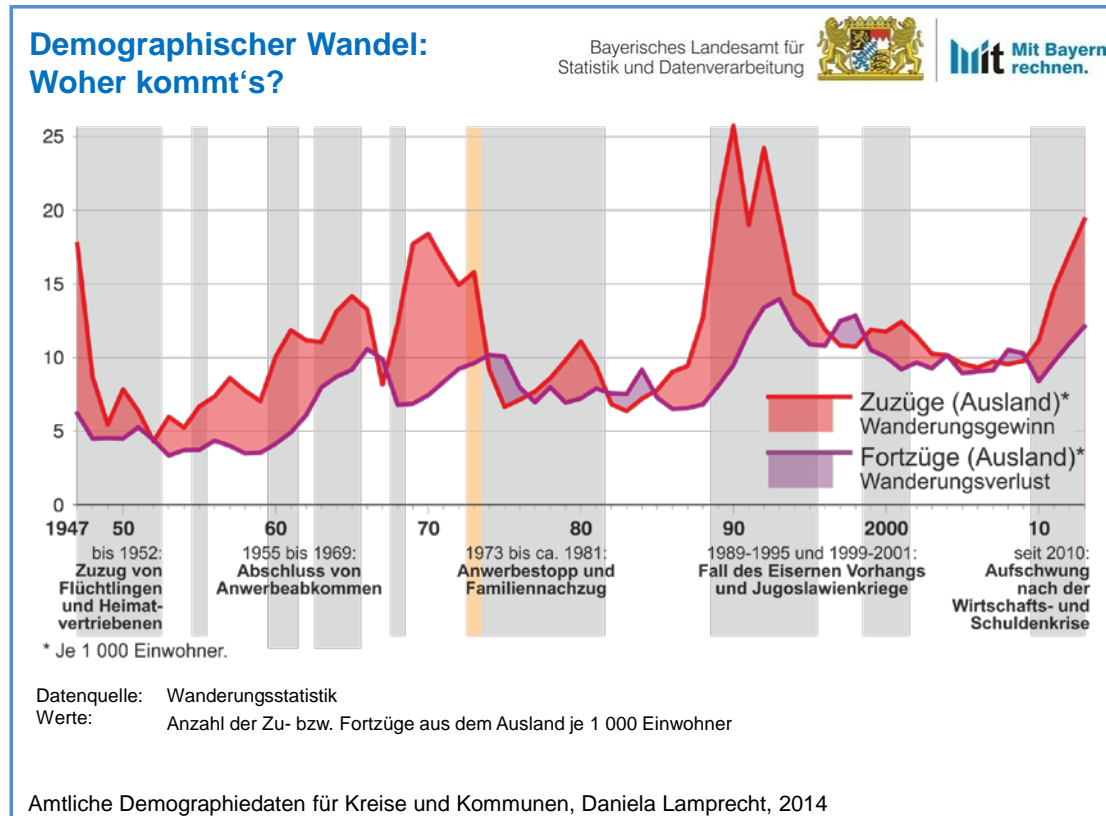 Demographischer Wandel:
Woher kommt‘s?
Bayerisches Landesamt für
Statistik und Datenverarbeitung
mit Mit Bayern
rechnen.
25
20
15
10
5
0
Zuzüge (Ausland)*
Wanderungsgewinn
Fortzüge (Ausland)*
Wanderungsverlust
1947 50 60 70 80 90 2000 10
bis 1952:
Zuzug von
Flüchtlingen
und Heimat-
vertriebenen
1955 bis 1969:
Abschluss von
Anwerbeabkommen
1973 bis ca. 1981:
Anwerbestopp und
Familiennachzug
1989-1995 und 1999-2001:
Fall des Eisernen Vorhangs
und Jugoslawienkriege
seit 2010:
Aufschwung
nach der
Wirtschafts- und
Schuldenkrise
* Je 1 000 Einwohner.
Datenquelle: Wanderungsstatistik
Werte: Anzahl der Zu- bzw. Fortzüge aus dem Ausland je 1 000 Einwohner
Amtliche Demographiedaten für Kreise und Kommunen, Daniela Lamprecht, 2014